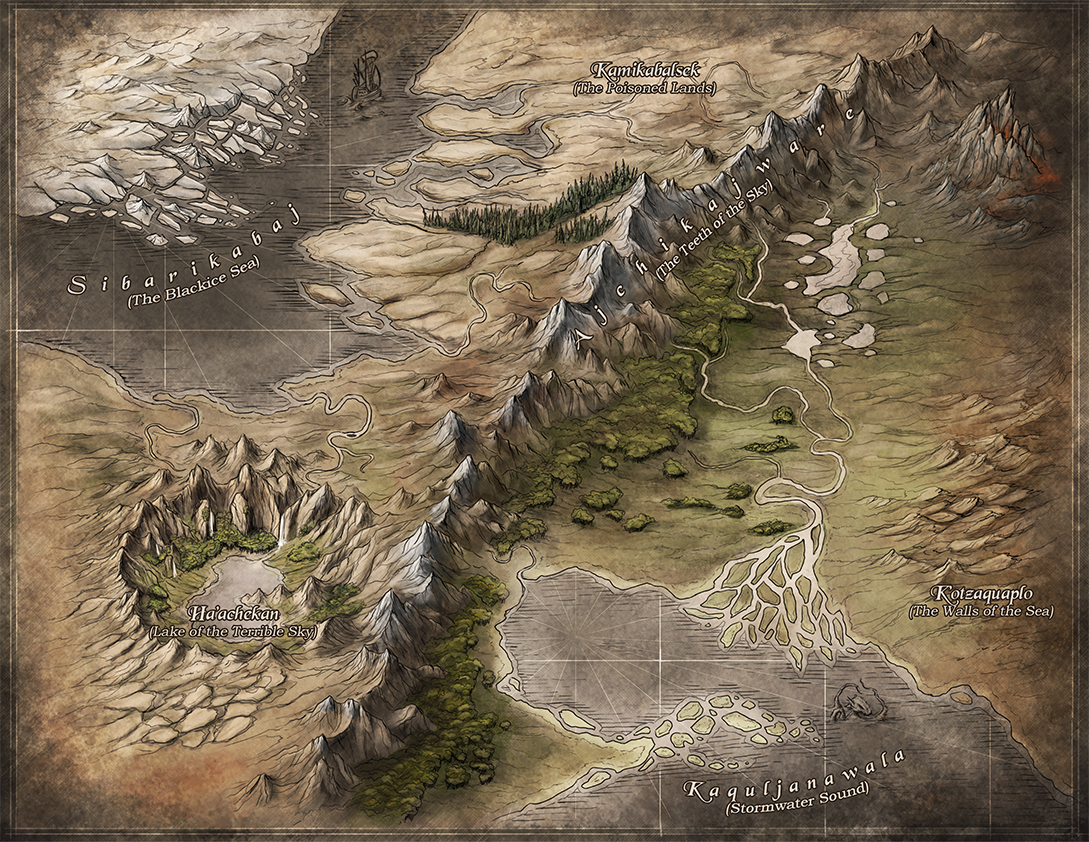 Kamikabalsek
(The Poisoned Lands)
Ajchikajware
(The Teeth of the Sky)
Sibarikabaj
(The Blackice Sea)
K'otzaquaplo
(The Walls of the Sea)
Ha'achekan
(Lake of the Terrible Sky)
Kaquljanawala
(Stormwater Sound)